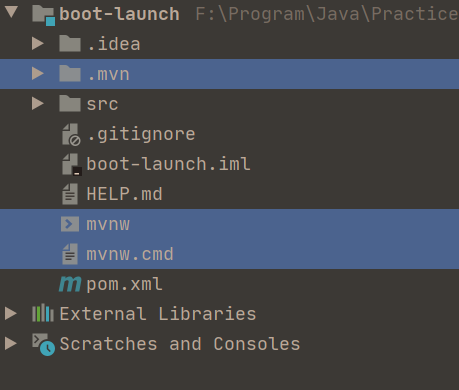 boot-launch F:\Program\Java\Practice
.idea
.mvn
src
.gitignore
boot-launch.iml
HELP.md
mvnw
mvnw.cmd
pom.xml
External Libraries
Scratches and Consoles